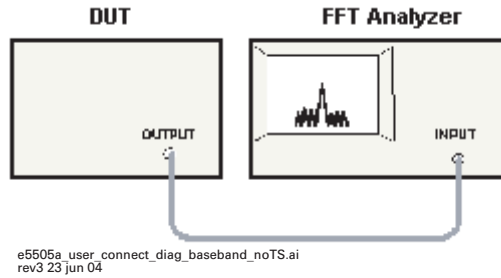 DUT
FFT Analyzer
OUTPUT
INPUT
e5505a_user_connect_diag_baseband_noTS.ai
rev3 23 jun 04